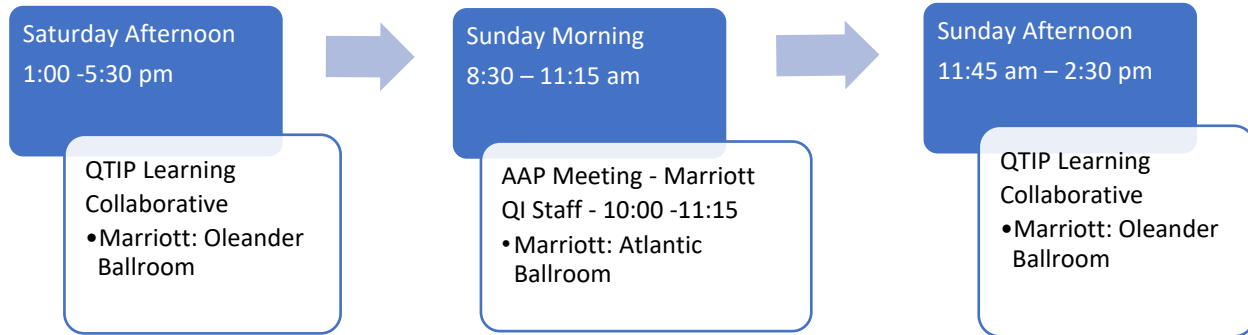 Saturday Afternoon
1:00 -5:30 pm
QTIP Learning
Collaborative
•Marriott: Oleander
Ballroom
Sunday Morning
8:30 – 11:15 am
AAP Meeting - Marriott
QI Staff - 10:00 -11:15
•Marriott: Atlantic
Ballroom
Sunday Afternoon
11:45 am – 2:30 pm
QTIP Learning
Collaborative
•Marriott: Oleander
Ballroom